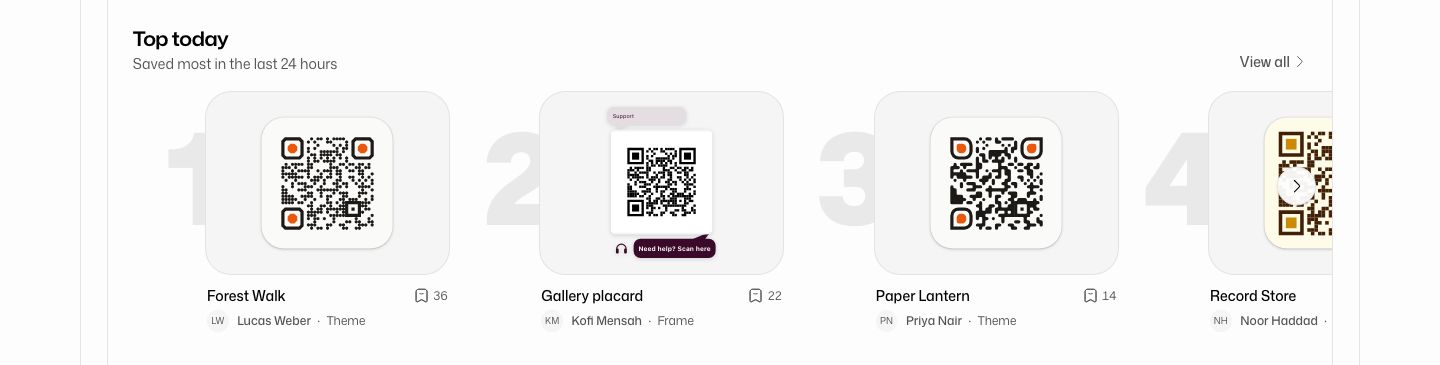 Top today
Saved most in the last 24 hours
View all
1
2
3
4
Support
Need help? Scan here
Forest Walk
36
LW Lucas Weber · Theme
Gallery placard
22
KM Kofi Mensah · Frame
Paper Lantern
14
PN Priya Nair · Theme
Record Store
NH Noor Haddad ·